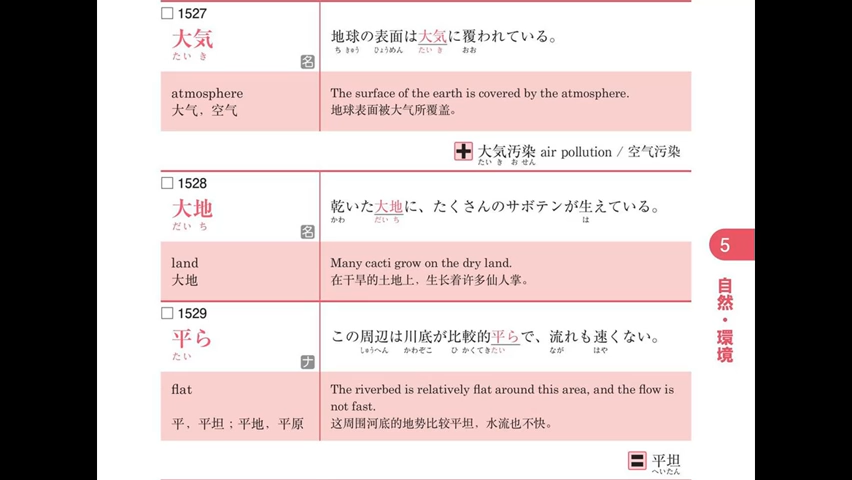 1527
大気
たいき
名
地球の表面は大気に覆われている。
ちきゅう ひょうめん たいき おお
atmosphere
大气，空气
The surface of the earth is covered by the atmosphere.
地球表面被大气所覆盖。
+ 大気汚染 air pollution / 空气污染
たいきおせん
1528
大地
だいち
名
乾いた大地に、たくさんのサボテンが生えている。
かわ だいち は
land
大地
Many cacti grow on the dry land.
在干旱的土地上，生长着许多仙人掌。
1529
平ら
たい
ナ
この周辺は川底が比較的平らで、流れも速くない。
しゅうへん かわぞこ ひかくてき たい なが はや
flat
平，平坦；平地，平原
The riverbed is relatively flat around this area, and the flow is
not fast.
这周围河底的地势比较平坦，水流也不快。
= 平坦
へいたん
5
自然・環境